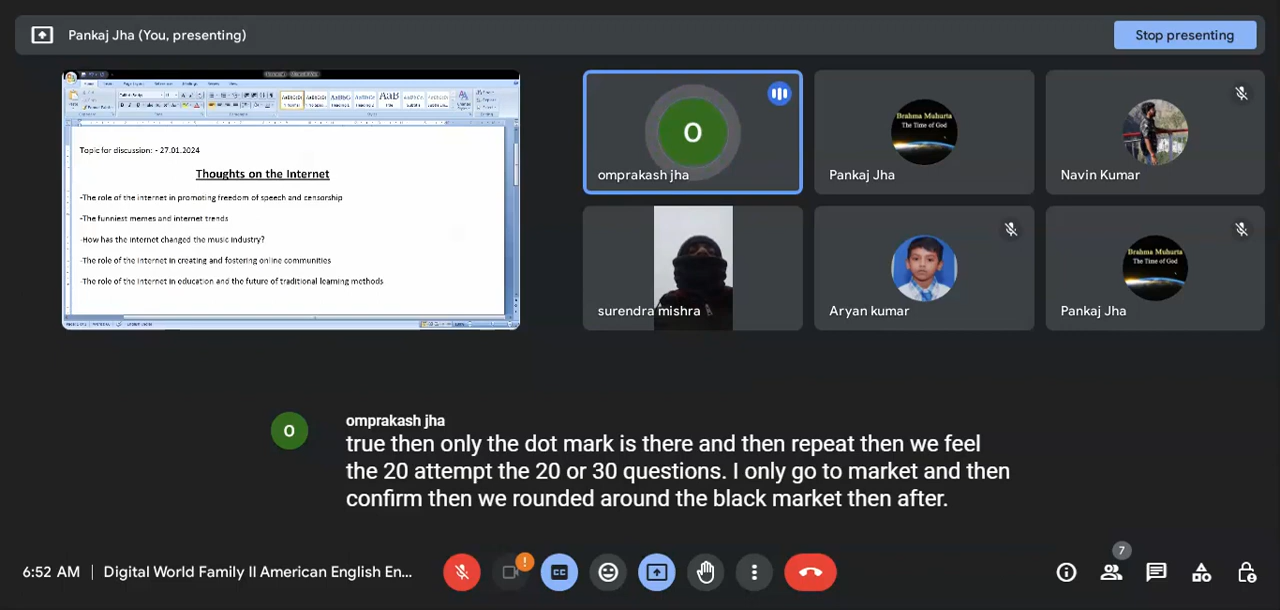 Pankaj Jha (You, presenting)
Stop presenting
Topic for discussion: - 27.01.2024
Thoughts on the Internet
-The role of the internet in promoting freedom of speech and censorship
-The funniest memes and internet trends
-How has the internet changed the music industry?
-The role of the internet in creating and fostering online communities
-The role of the internet in education and the future of traditional learning methods
O
omprakash jha
Brahma Muhurta
The Time of God
Pankaj Jha
Navin Kumar
surendra mishra
Aryan kumar
Brahma Muhurta
The Time of God
Pankaj Jha
O
omprakash jha
true then only the dot mark is there and then repeat then we feel
the 20 attempt the 20 or 30 questions. I only go to market and then
confirm then we rounded around the black market then after.
6:52 AM | Digital World Family II American English En...
CC
7